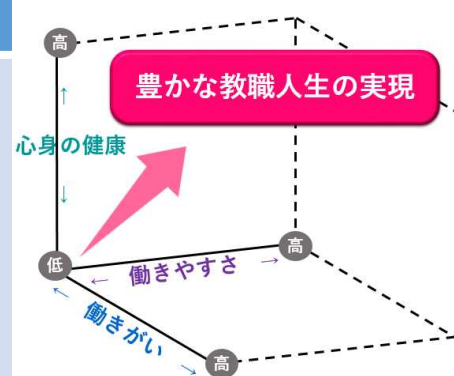 高
豊かな教職人生の実現
↑
心身の健康
↓
低
← 働きやすさ →
高
← 働きがい →
高